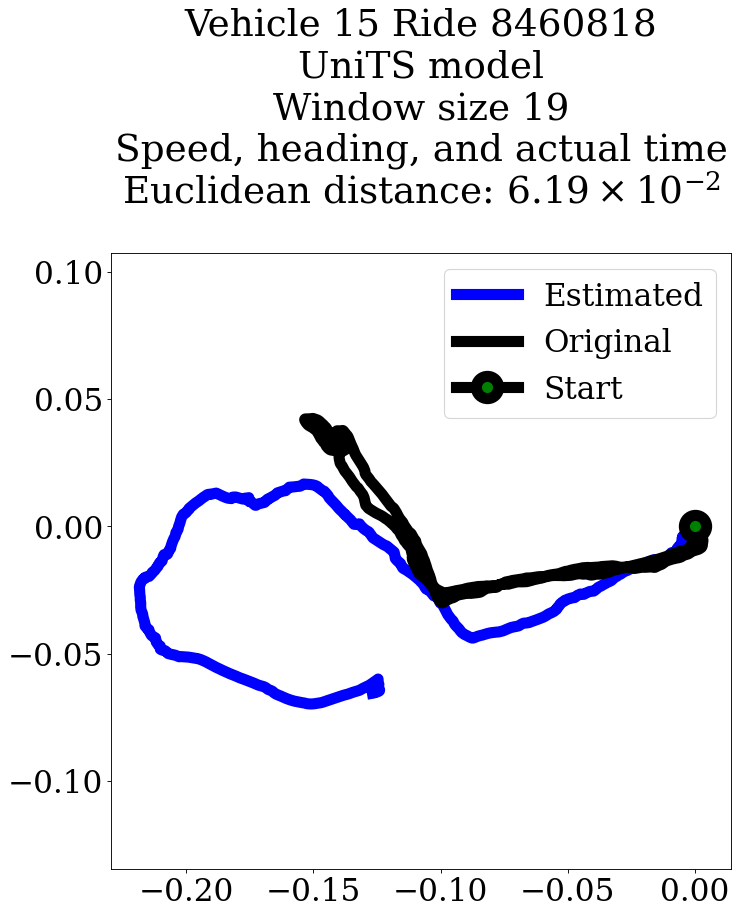 Vehicle 15 Ride 8460818
UniTS model
Window size 19
Speed, heading, and actual time
Euclidean distance: 6.19 × 10⁻²
0.10
0.05
0.00
−0.05
−0.10
Estimated
Original
Start
−0.20 −0.15 −0.10 −0.05 0.00